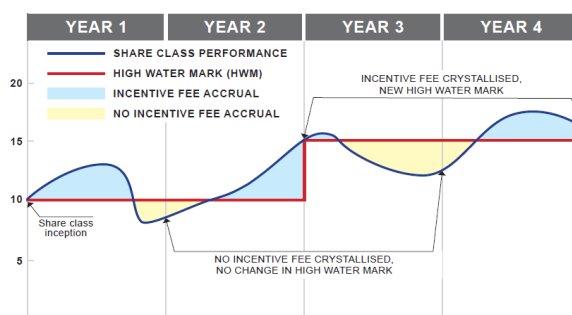 YEAR 1 YEAR 2 YEAR 3 YEAR 4
SHARE CLASS PERFORMANCE
HIGH WATER MARK (HWM)
INCENTIVE FEE ACCRUAL
NO INCENTIVE FEE ACCRUAL
INCENTIVE FEE CRYSTALLISED,
NEW HIGH WATER MARK
20
15
10
5
Share class
inception
NO INCENTIVE FEE CRYSTALLISED,
NO CHANGE IN HIGH WATER MARK